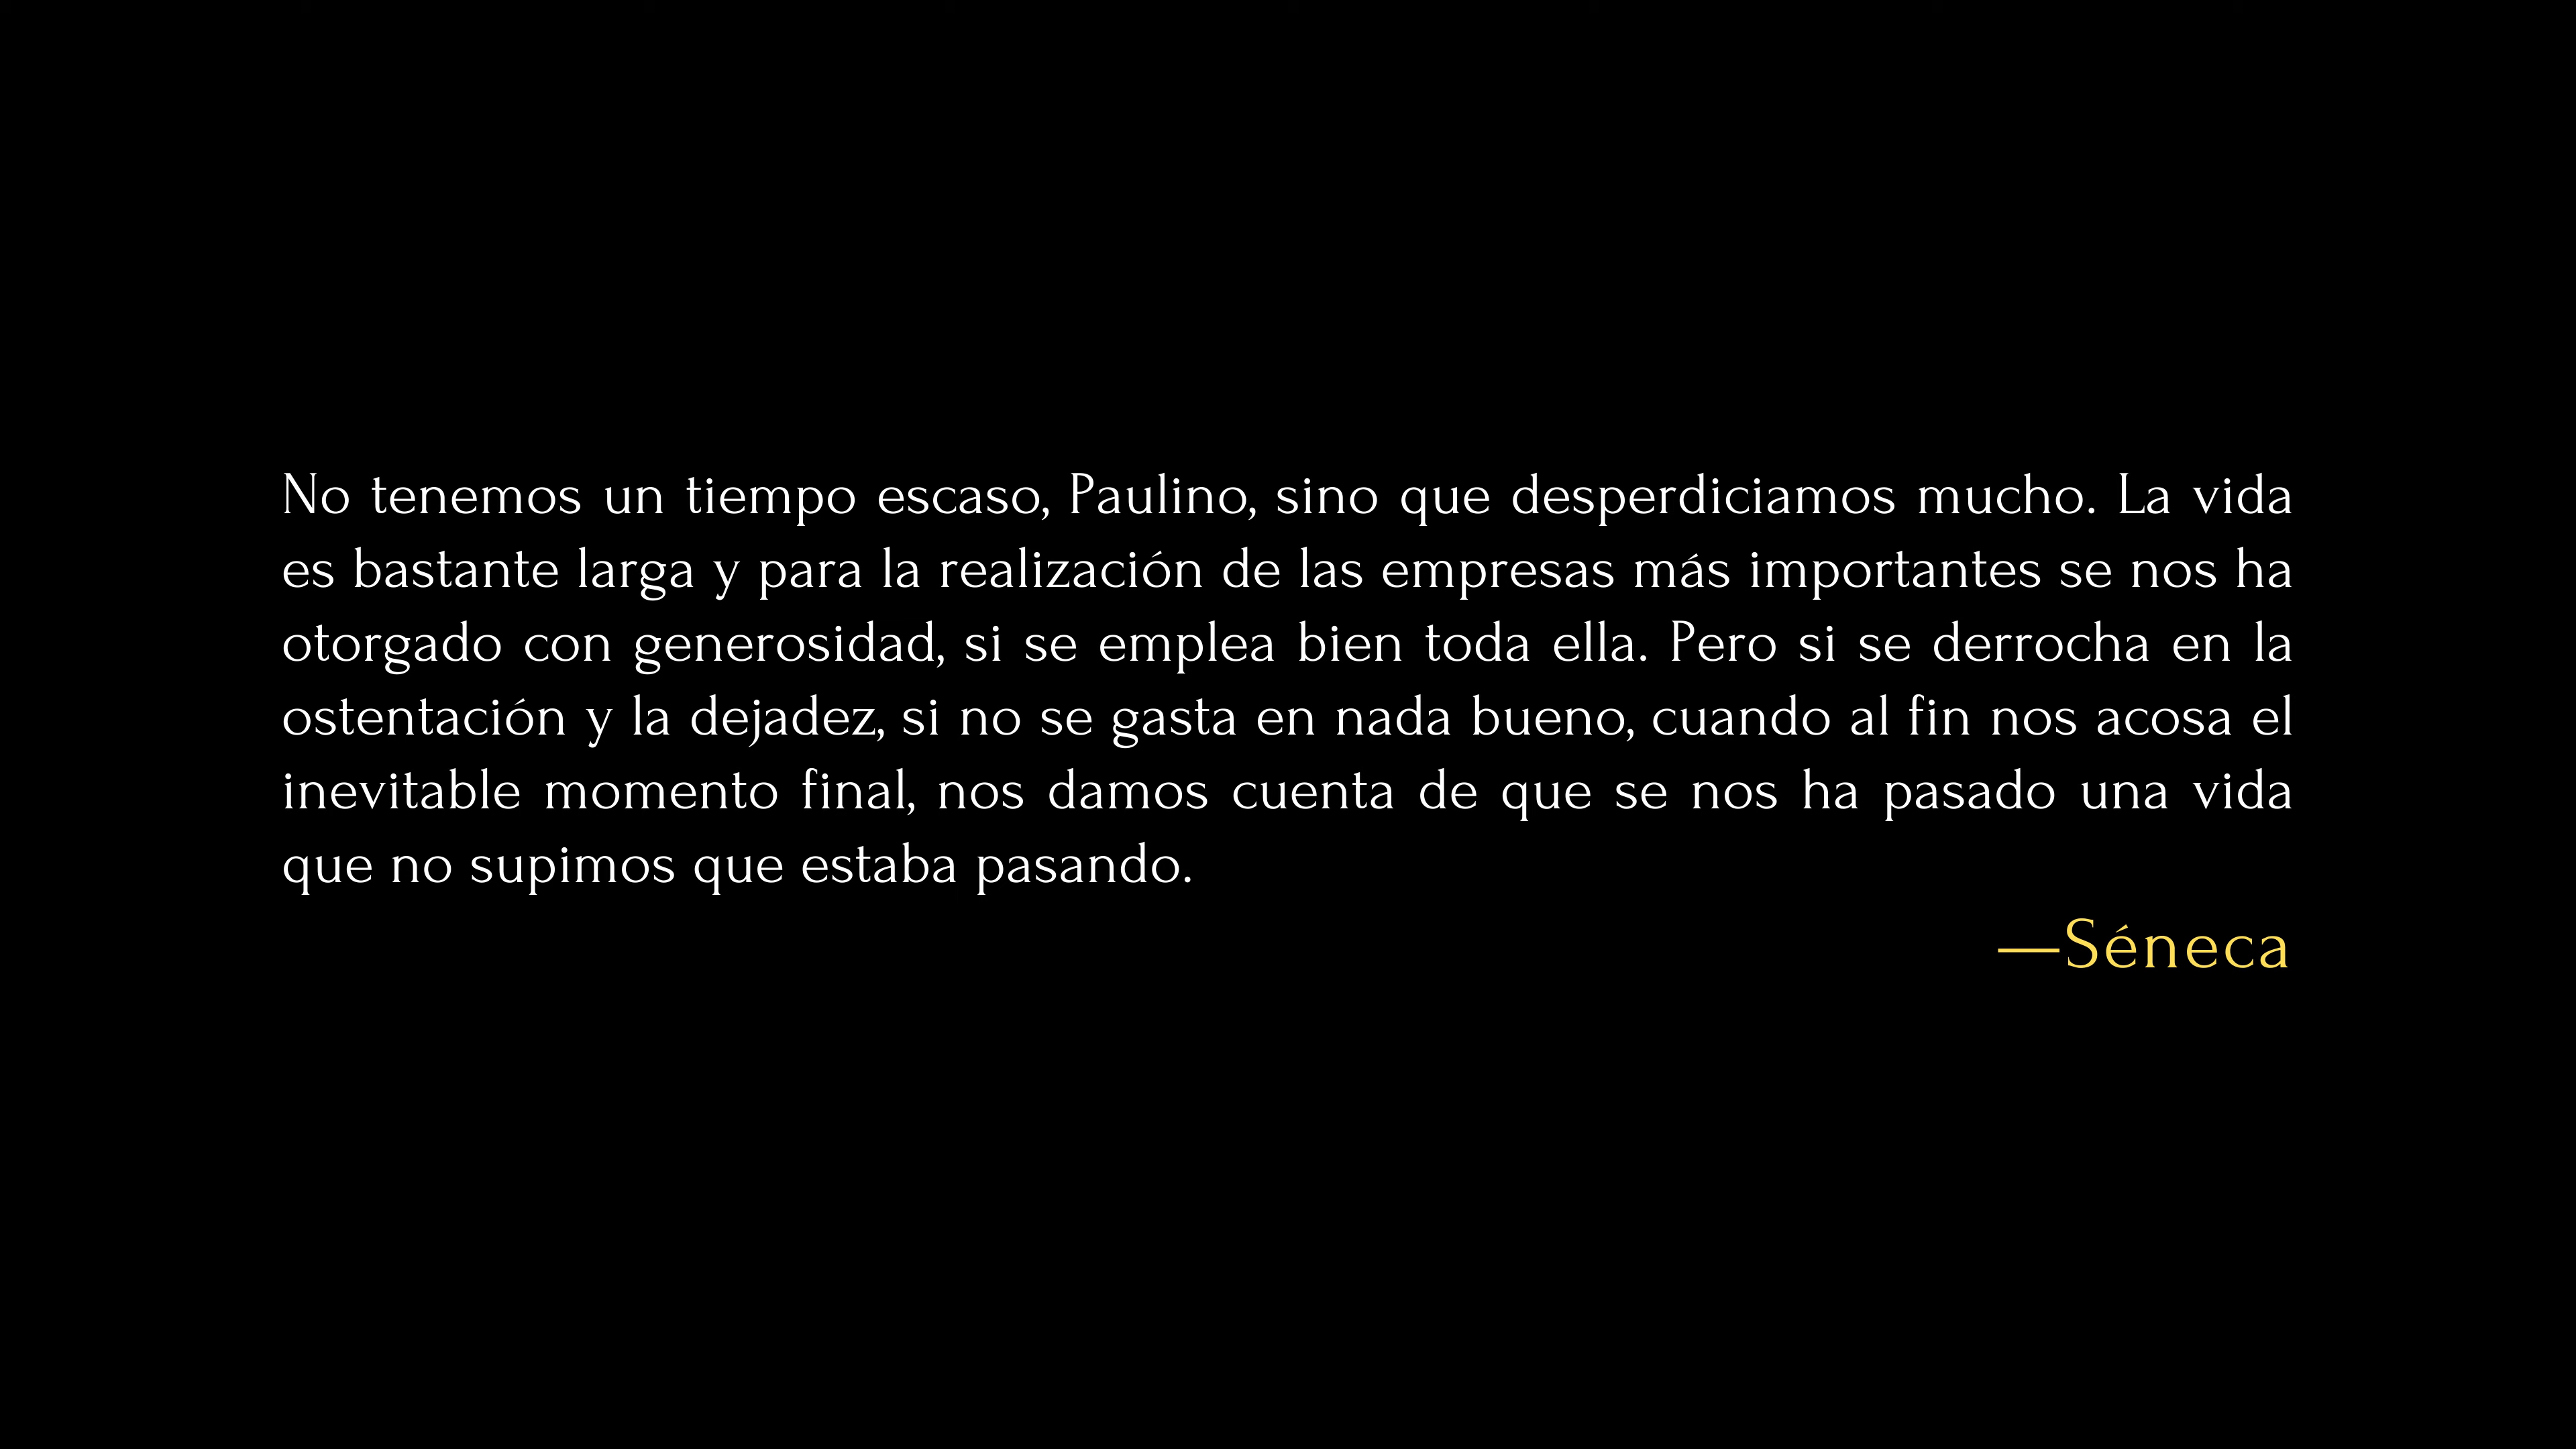 No tenemos un tiempo escaso, Paulino, sino que desperdiciamos mucho. La vida
es bastante larga y para la realización de las empresas más importantes se nos ha
otorgado con generosidad, si se emplea bien toda ella. Pero si se derrocha en la
ostentación y la dejadez, si no se gasta en nada bueno, cuando al fin nos acosa el
inevitable momento final, nos damos cuenta de que se nos ha pasado una vida
que no supimos que estaba pasando.
—Séneca